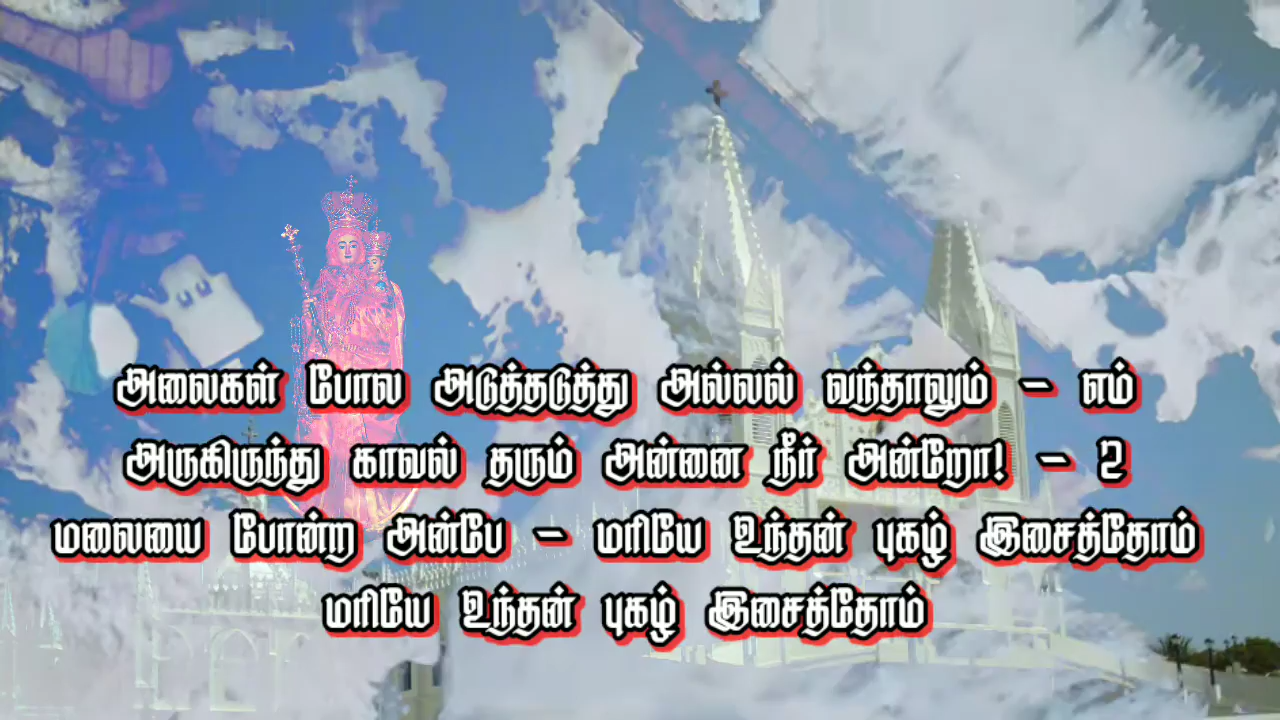 அலைகள் போல அடுத்தடுத்து அல்லல் வந்தாலும் - எம்
அருகிருந்து காவல் தரும் அன்னை நீர் அன்றோ! - 2
மலையை போன்ற அன்பே - மரியே உந்தன் புகழ் இசைத்தோம்
மரியே உந்தன் புகழ் இசைத்தோம்